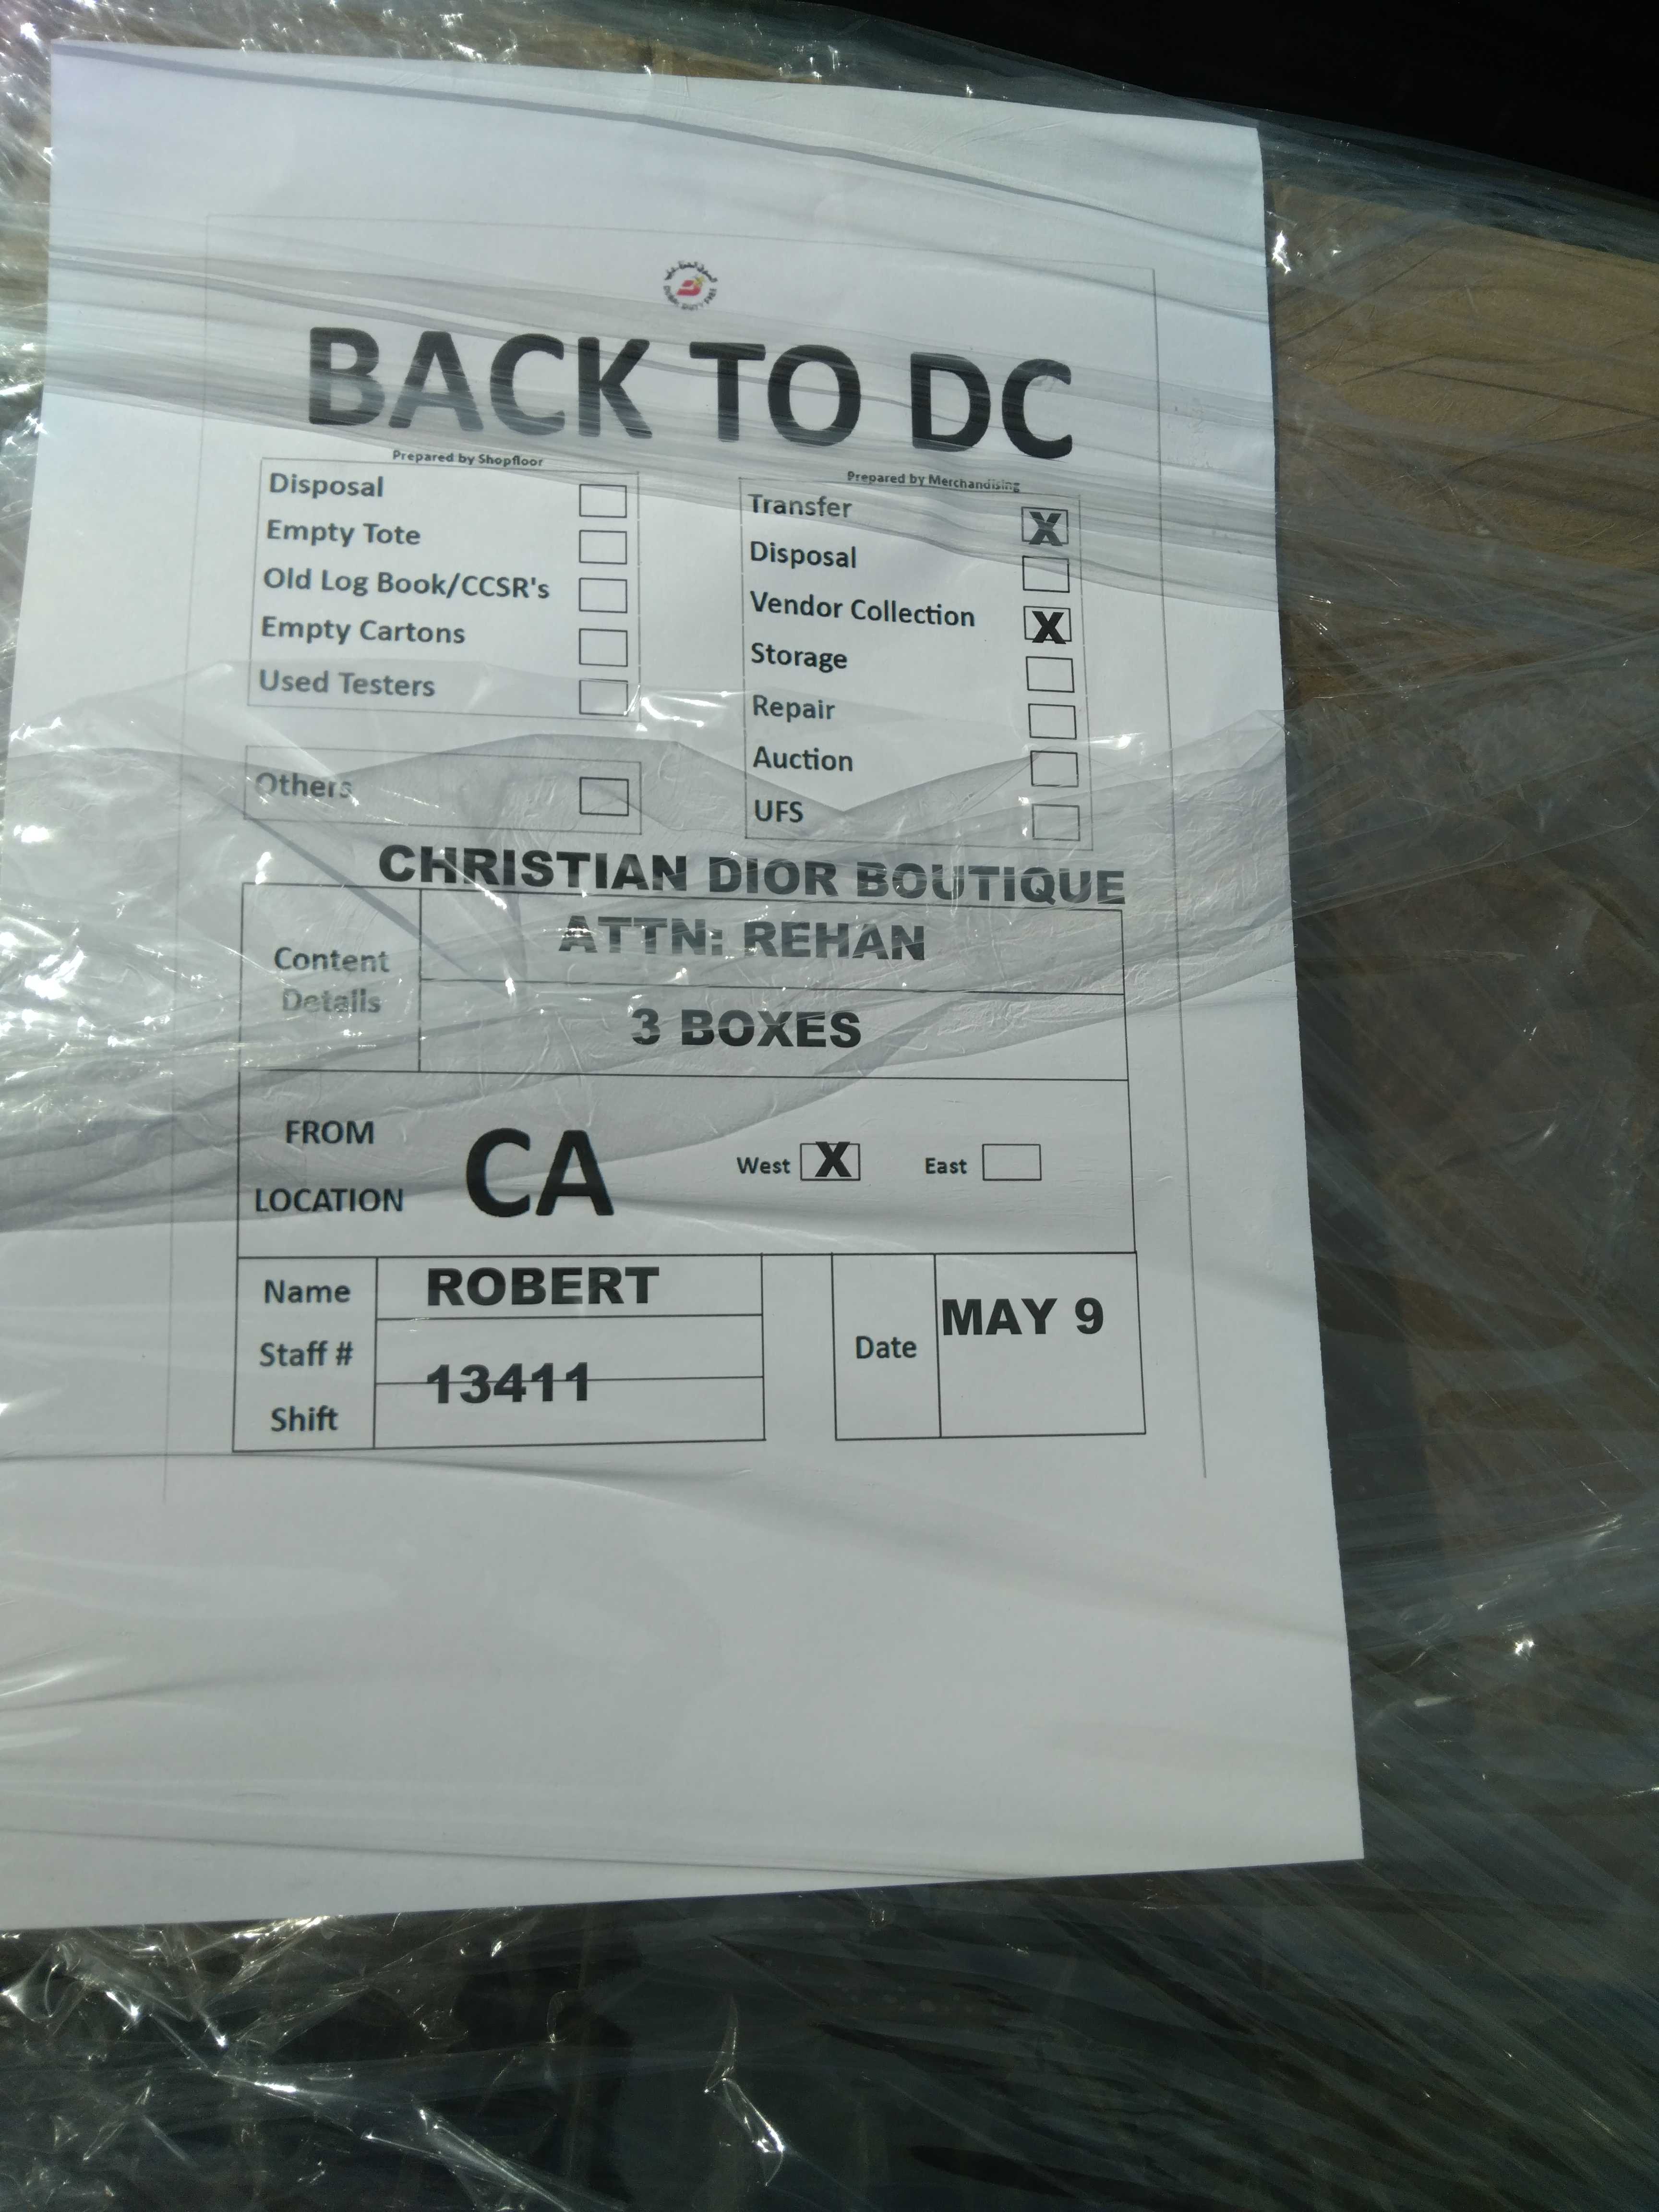 BACK TO DC
Prepared by Shopfloor
Disposal
Empty Tote
Old Log Book/CCSR's
Empty Cartons
Used Testers
Others
Prepared by Merchandising
Transfer X
Disposal
Vendor Collection X
Storage
Repair
Auction
UFS
CHRISTIAN DIOR BOUTIQUE
Content
Details
ATTN: REHAN
3 BOXES
FROM
LOCATION
CA
West X East
Name ROBERT
Staff # 13411
Shift
Date MAY 9